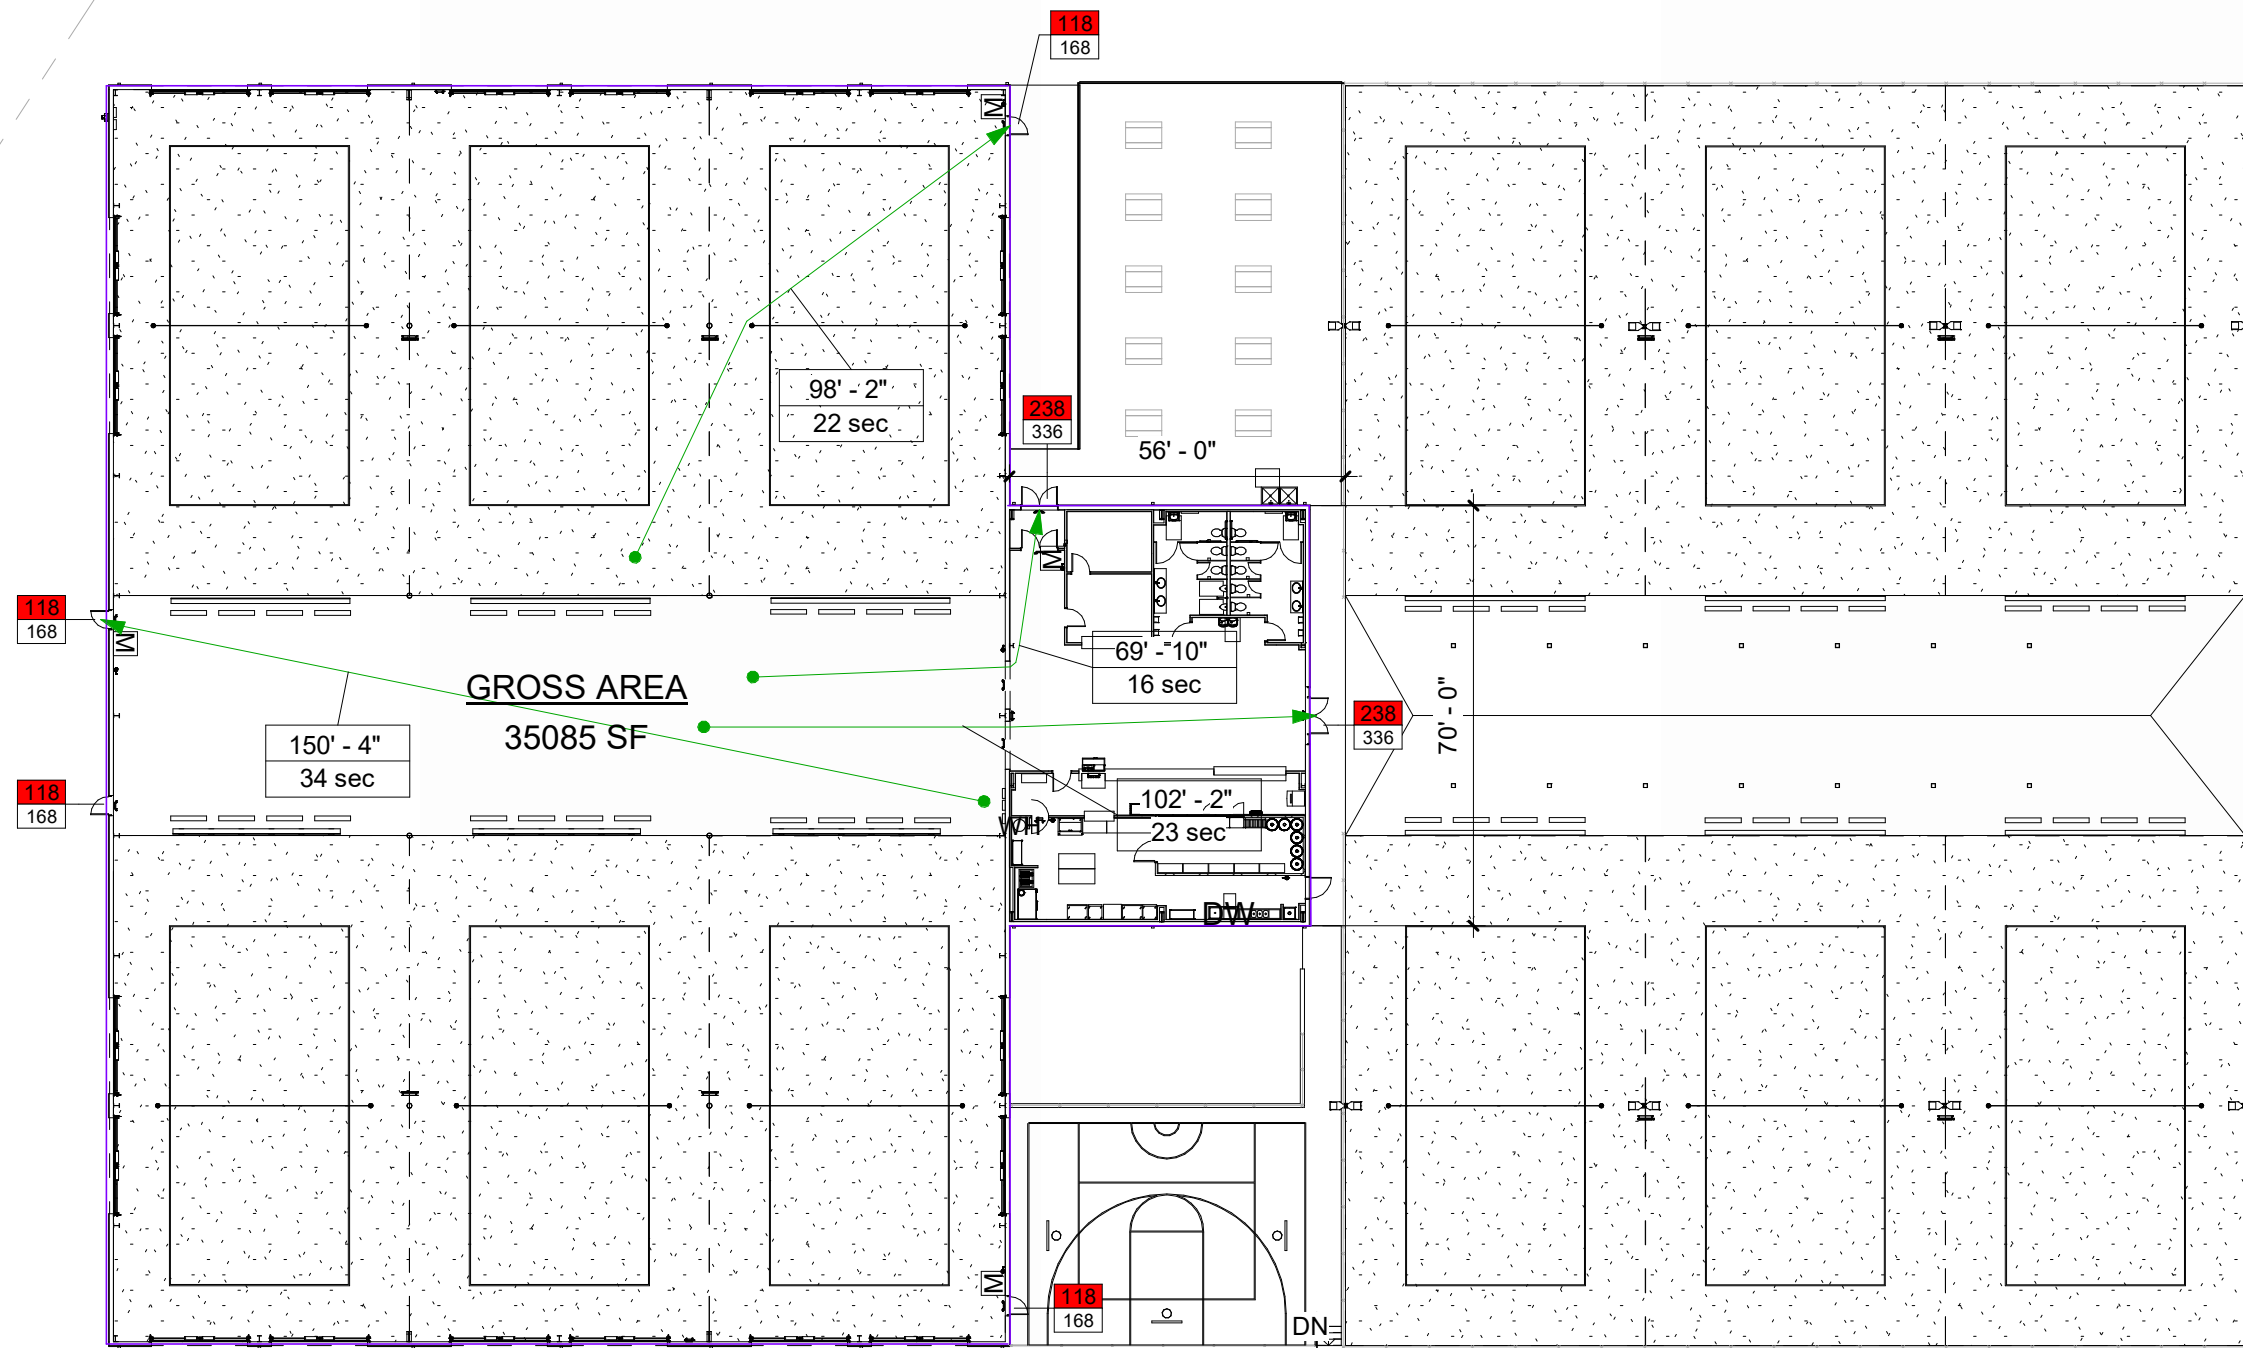 118
168
M
98' - 2"
22 sec
238
336
56' - 0"
M
118
168
M
69' - 10"
16 sec
GROSS AREA
35085 SF
70' - 0"
238
336
150' - 4"
34 sec
118
168
102' - 2"
23 sec
DW
M
118
168
DN